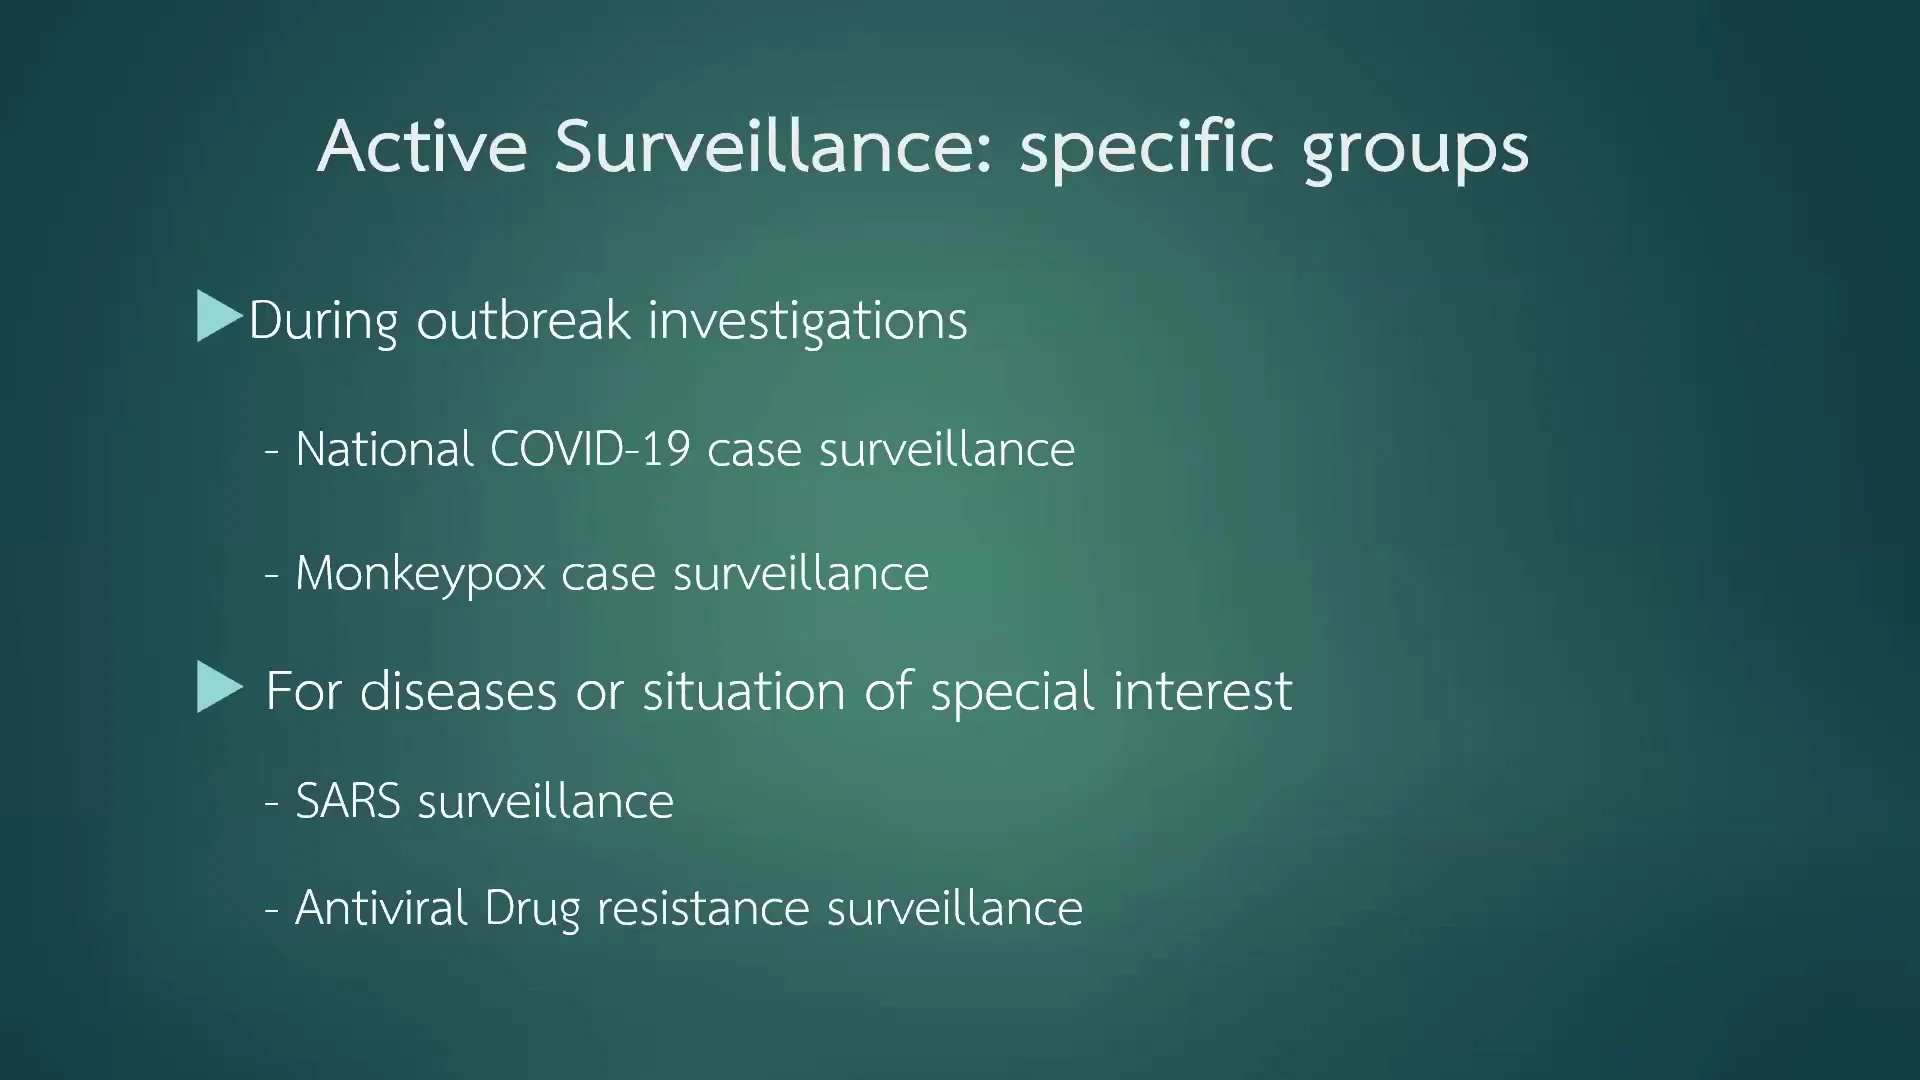 Active Surveillance: specific groups
During outbreak investigations
- National COVID-19 case surveillance
- Monkeypox case surveillance
For diseases or situation of special interest
- SARS surveillance
- Antiviral Drug resistance surveillance